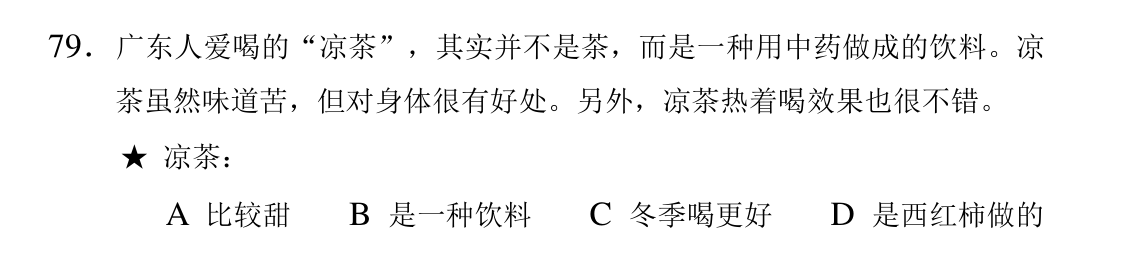 79．广东人爱喝的“凉茶”，其实并不是茶，而是一种用中药做成的饮料。凉
茶虽然味道苦，但对身体很有好处。另外，凉茶热着喝效果也很不错。
★ 凉茶：
A 比较甜 B 是一种饮料 C 冬季喝更好 D 是西红柿做的